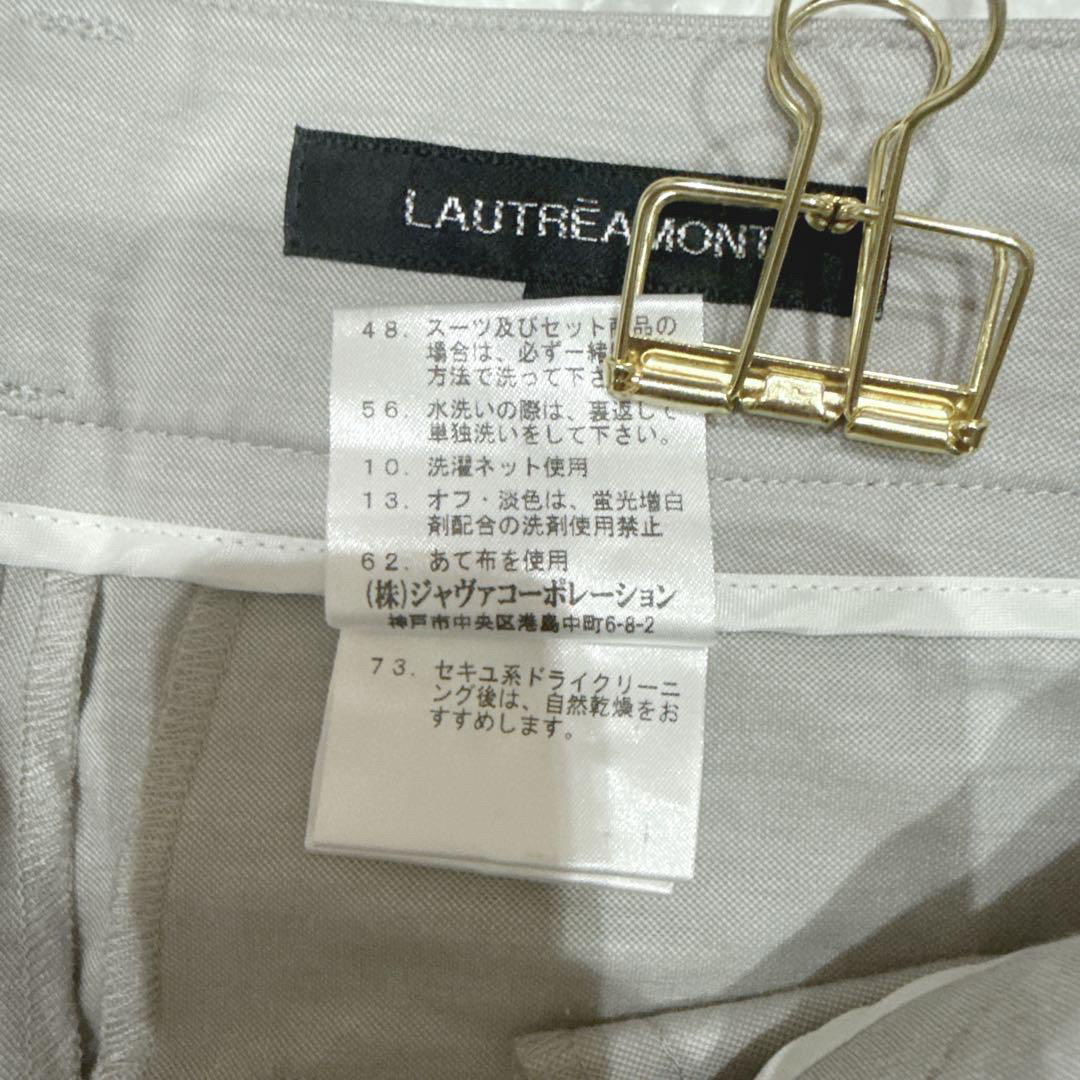 LAUTRĒAMONT
48. スーツ及びセット商品の
場合は、必ず一緒
方法で洗って下さ
56. 水洗いの際は、裏返して
単独洗いをして下さい。
10. 洗濯ネット使用
13. オフ・淡色は、蛍光増白
剤配合の洗剤使用禁止
62. あて布を使用
(株)ジャヴァコーポレーション
神戸市中央区港島中町6-8-2
73. セキユ系ドライクリーニ
ング後は、自然乾燥をお
すすめします。